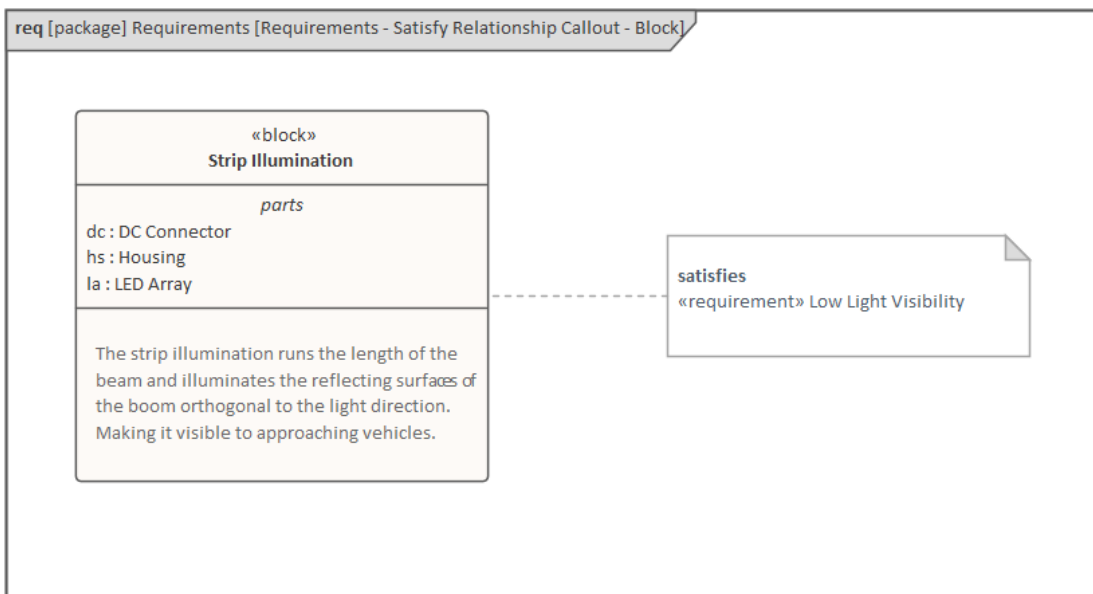 req [package] Requirements [Requirements - Satisfy Relationship Callout - Block]
«block»
Strip Illumination
parts
dc : DC Connector
hs : Housing
la : LED Array
The strip illumination runs the length of the
beam and illuminates the reflecting surfaces of
the boom orthogonal to the light direction.
Making it visible to approaching vehicles.
satisfies
«requirement» Low Light Visibility